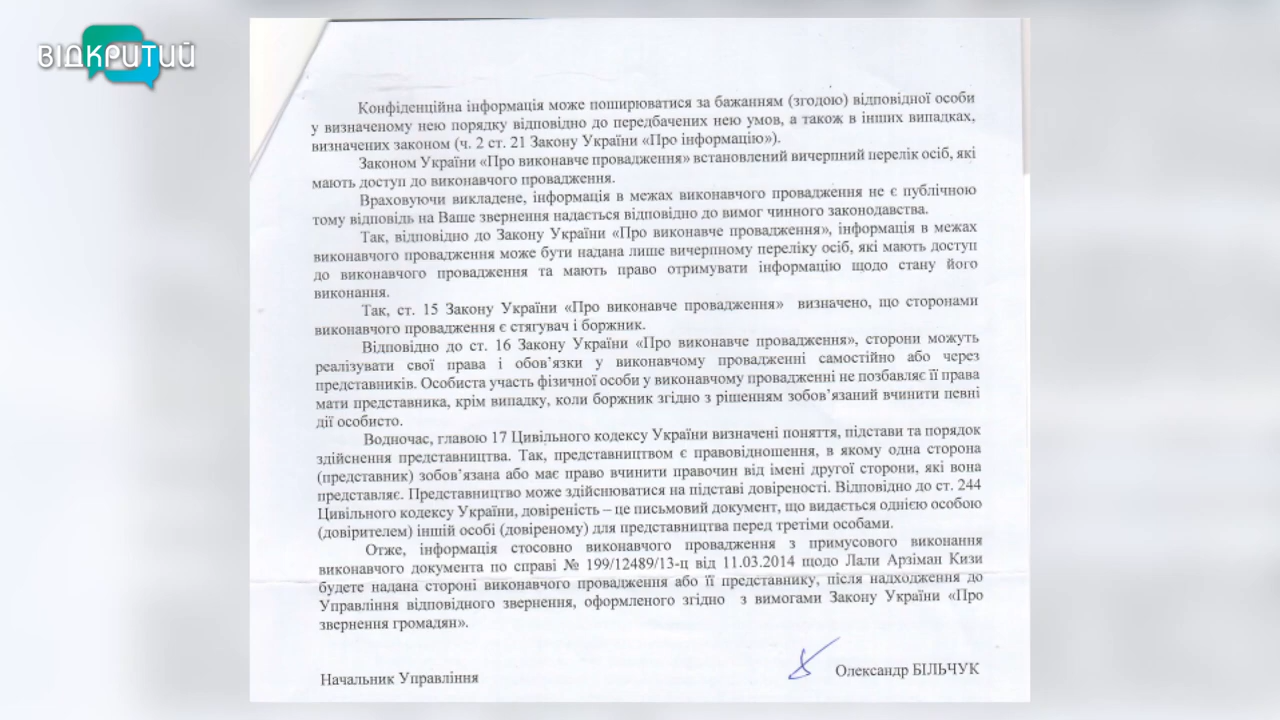 ВІДКРИТИЙ
Конфіденційна інформація може поширюватися за бажанням (згодою) відповідної особи
у визначеному нею порядку відповідно до передбачених нею умов, а також в інших випадках,
визначених законом (ч. 2 ст. 21 Закону України «Про інформацію»).
Законом України «Про виконавче провадження» встановлений вичерпний перелік осіб, які
мають доступ до виконавчого провадження.
Враховуючи викладене, інформація в межах виконавчого провадження не є публічною
тому відповідь на Ваше звернення надається відповідно до вимог чинного законодавства.
Так, відповідно до Закону України «Про виконавче провадження», інформація в межах
виконавчого провадження може бути надана лише вичерпному переліку осіб, які мають доступ
до виконавчого провадження та мають право отримувати інформацію щодо стану його
виконання.
Так, ст. 15 Закону України «Про виконавче провадження» визначено, що сторонами
виконавчого провадження є стягувач і боржник.
Відповідно до ст. 16 Закону України «Про виконавче провадження», сторони можуть
реалізувати свої права і обов’язки у виконавчому провадженні самостійно або через
представників. Особиста участь фізичної особи у виконавчому провадженні не позбавляє її права
мати представника, крім випадку, коли боржник згідно з рішенням зобов’язаний вчинити певні
дії особисто.
Водночас, главою 17 Цивільного кодексу України визначені поняття, підстави та порядок
здійснення представництва. Так, представництвом є правовідношення, в якому одна сторона
(представник) зобов’язана або має право вчинити правочин від імені другої сторони, які вона
представляє. Представництво може здійснюватися на підставі довіреності. Відповідно до ст. 244
Цивільного кодексу України, довіреність – це письмовий документ, що видається однією особою
(довірителем) іншій особі (довіреному) для представництва перед третіми особами.
Отже, інформація стосовно виконавчого провадження з примусового виконання
виконавчого документа по справі № 199/12489/13-ц від 11.03.2014 щодо Лали Арзіман Кизи
будете надана стороні виконавчого провадження або її представнику, після надходження до
Управління відповідного звернення, оформленого згідно з вимогами Закону України «Про
звернення громадян».
Начальник Управління
Олександр БІЛЬЧУК